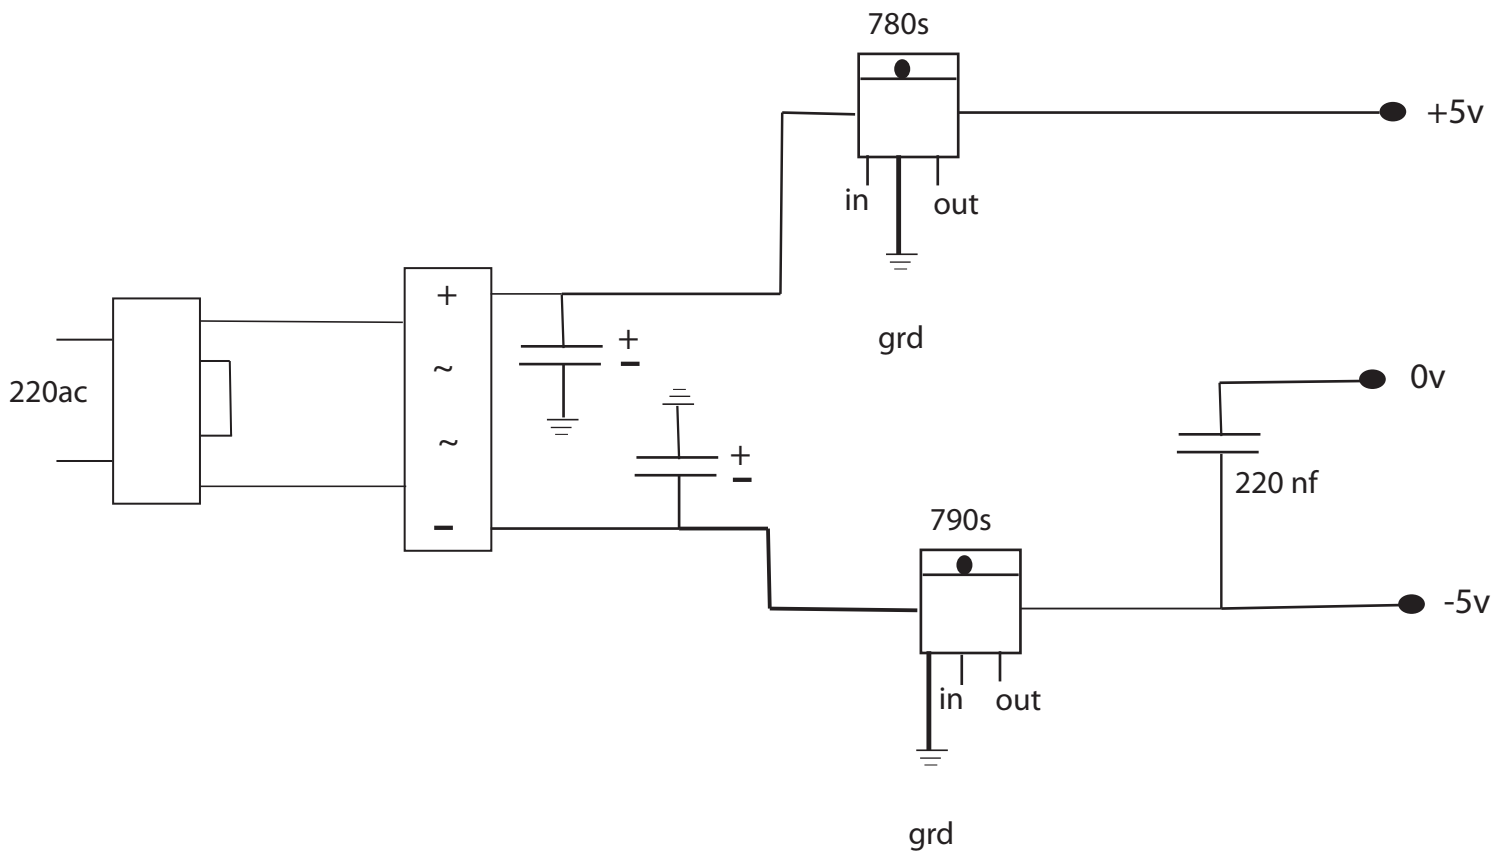 780s
+5v
in
out
+
+
-
grd
~
220ac
0v
~
+
-
220 nf
-
790s
-5v
in
out
grd